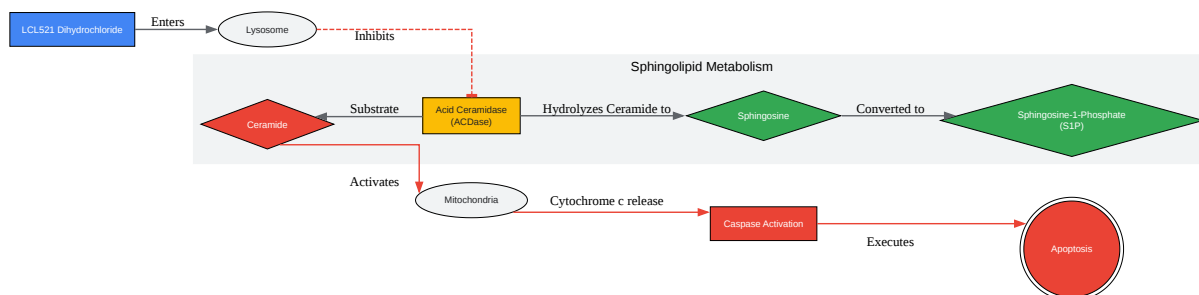 LCL521 Dihydrochloride
Enters
Lysosome
Inhibits
Sphingolipid Metabolism
Ceramide
Substrate
Acid Ceramidase
(ACDase)
Hydrolyzes Ceramide to
Sphingosine
Converted to
Sphingosine-1-Phosphate
(S1P)
Activates
Mitochondria
Cytochrome c release
Caspase Activation
Executes
Apoptosis